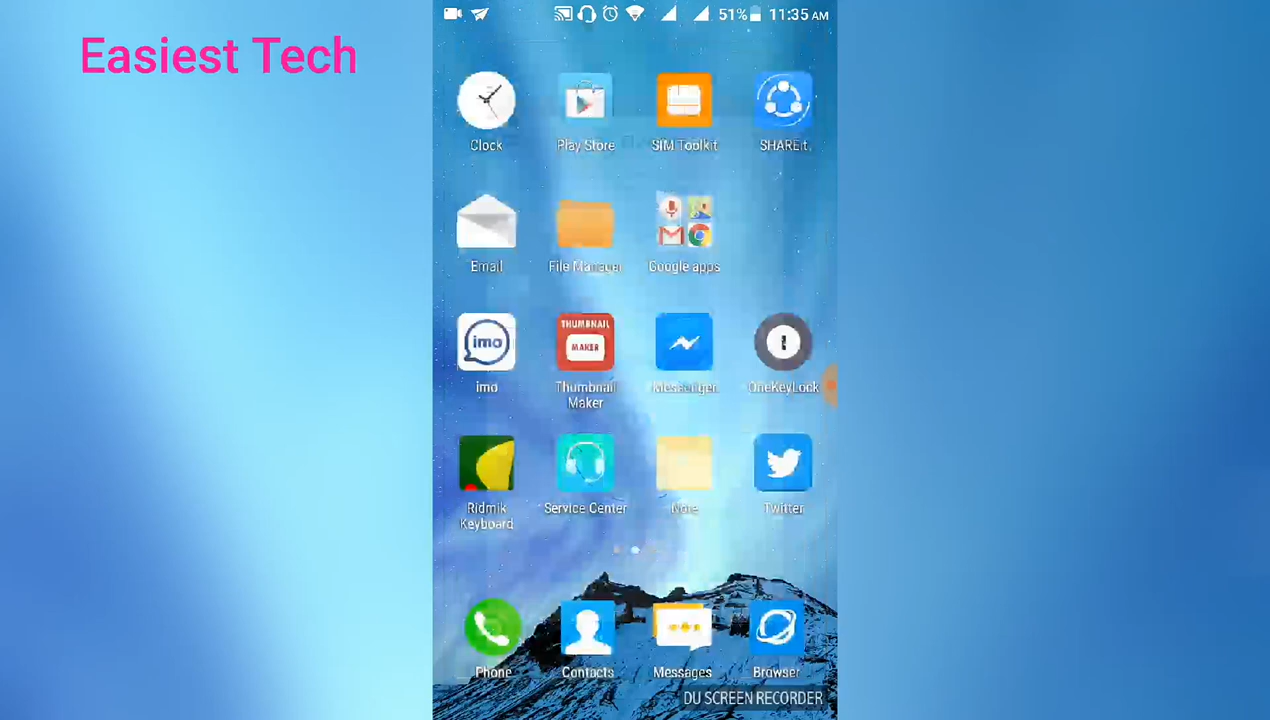 Easiest Tech
51% 11:35 AM
Clock Play Store SIM Toolkit SHAREit
Email File Manager Google apps
THUMBNAIL
MAKER
imo
imo Thumbnail Messenger OneKeyLock
Maker
Ridmik Service Center Note Twitter
Keyboard
Phone Contacts Messages Browser
DU SCREEN RECORDER